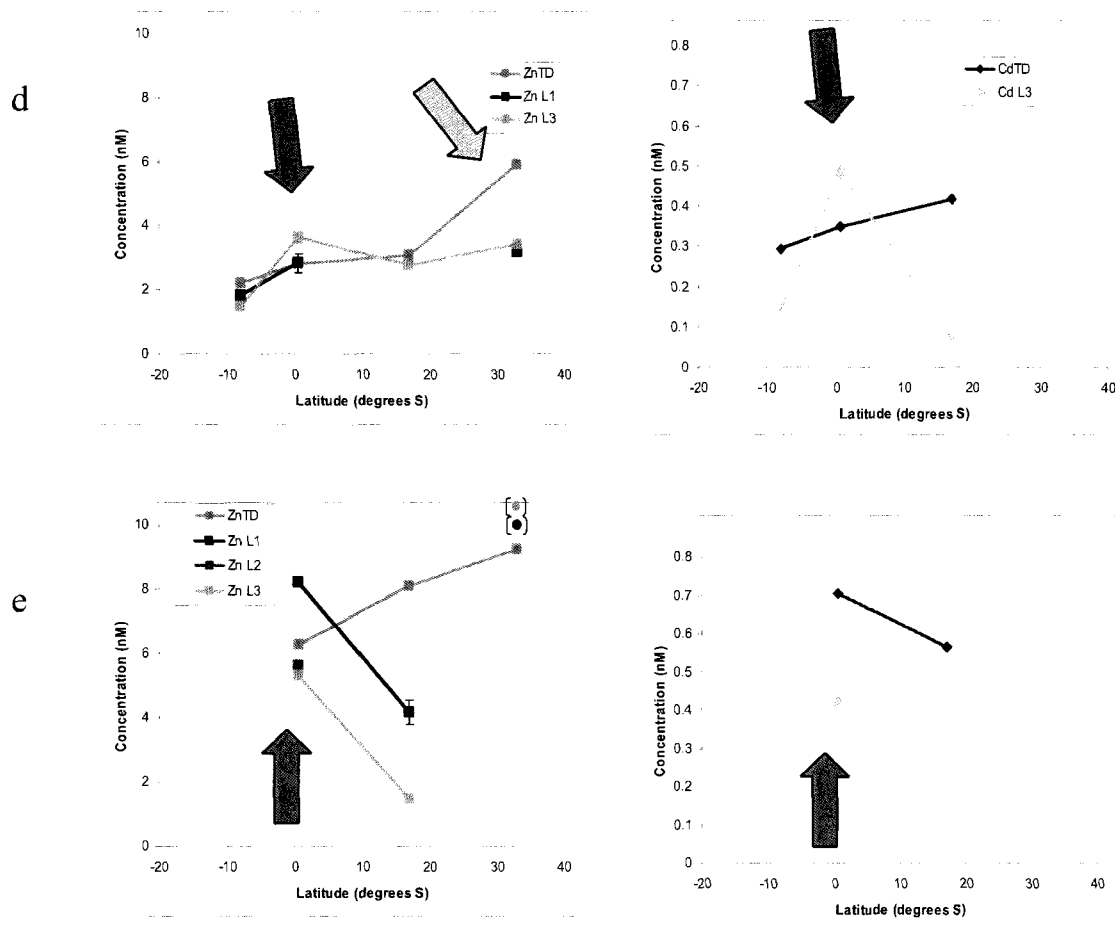 d
10
8
6
4
2
0
Concentration (nM)
ZnTD
Zn L1
Zn L3
-20 -10 0 10 20 30 40
Latitude (degrees S)
0.8
0.7
0.6
0.5
0.4
0.3
0.2
0.1
0
Concentration (nM)
CdTD
Cd L3
-20 -10 0 10 20 30 40
Latitude (degrees S)
e
10
8
6
4
2
0
Concentration (nM)
ZnTD
Zn L1
Zn L2
Zn L3
-20 -10 0 10 20 30 40
Latitude (degrees S)
0.8
0.7
0.6
0.5
0.4
0.3
0.2
0.1
0
Concentration (nM)
-20 -10 0 10 20 30 40
Latitude (degrees S)